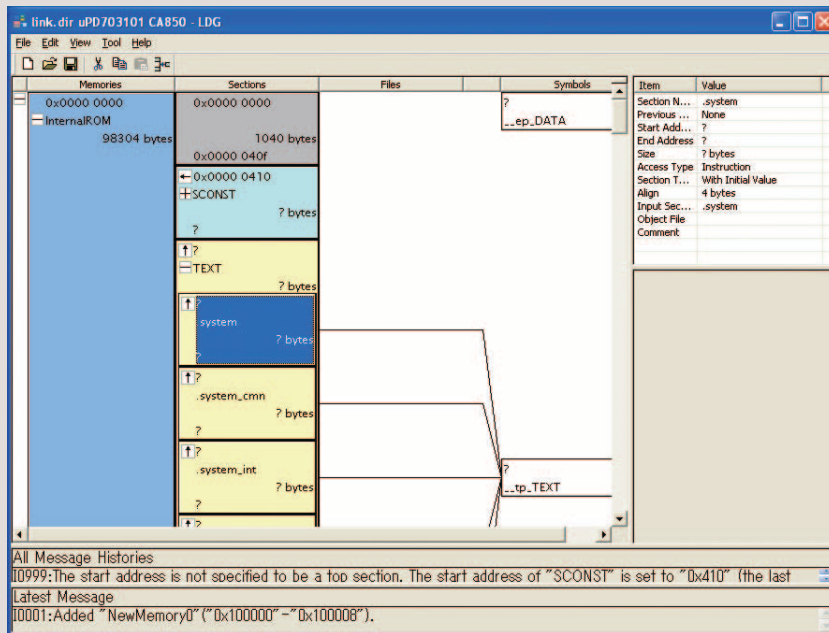 link.dir uPD703101 CA850 - LDG
File Edit View Tool Help
Memories Sections Files Symbols
0x0000 0000
InternalROM
98304 bytes
0x0000 0000
1040 bytes
0x0000 040f
0x0000 0410
SCONST
? bytes
?
?
TEXT
? bytes
?
.system
? bytes
?
?
.system_cmn
? bytes
?
?
.system_int
? bytes
?
?
?
__ep_DATA
?
__tp_TEXT
Item Value
Section N... .system
Previous ... None
Start Add... ?
End Address ?
Size ? bytes
Access Type Instruction
Section T... With Initial Value
Align 4 bytes
Input Sec... .system
Object File
Comment
All Message Histories
I0999:The start address is not specified to be a top section. The start address of "SCONST" is set to "0x410" (the last
Latest Message
I0001:Added "NewMemory0"("0x100000"-"0x100008").